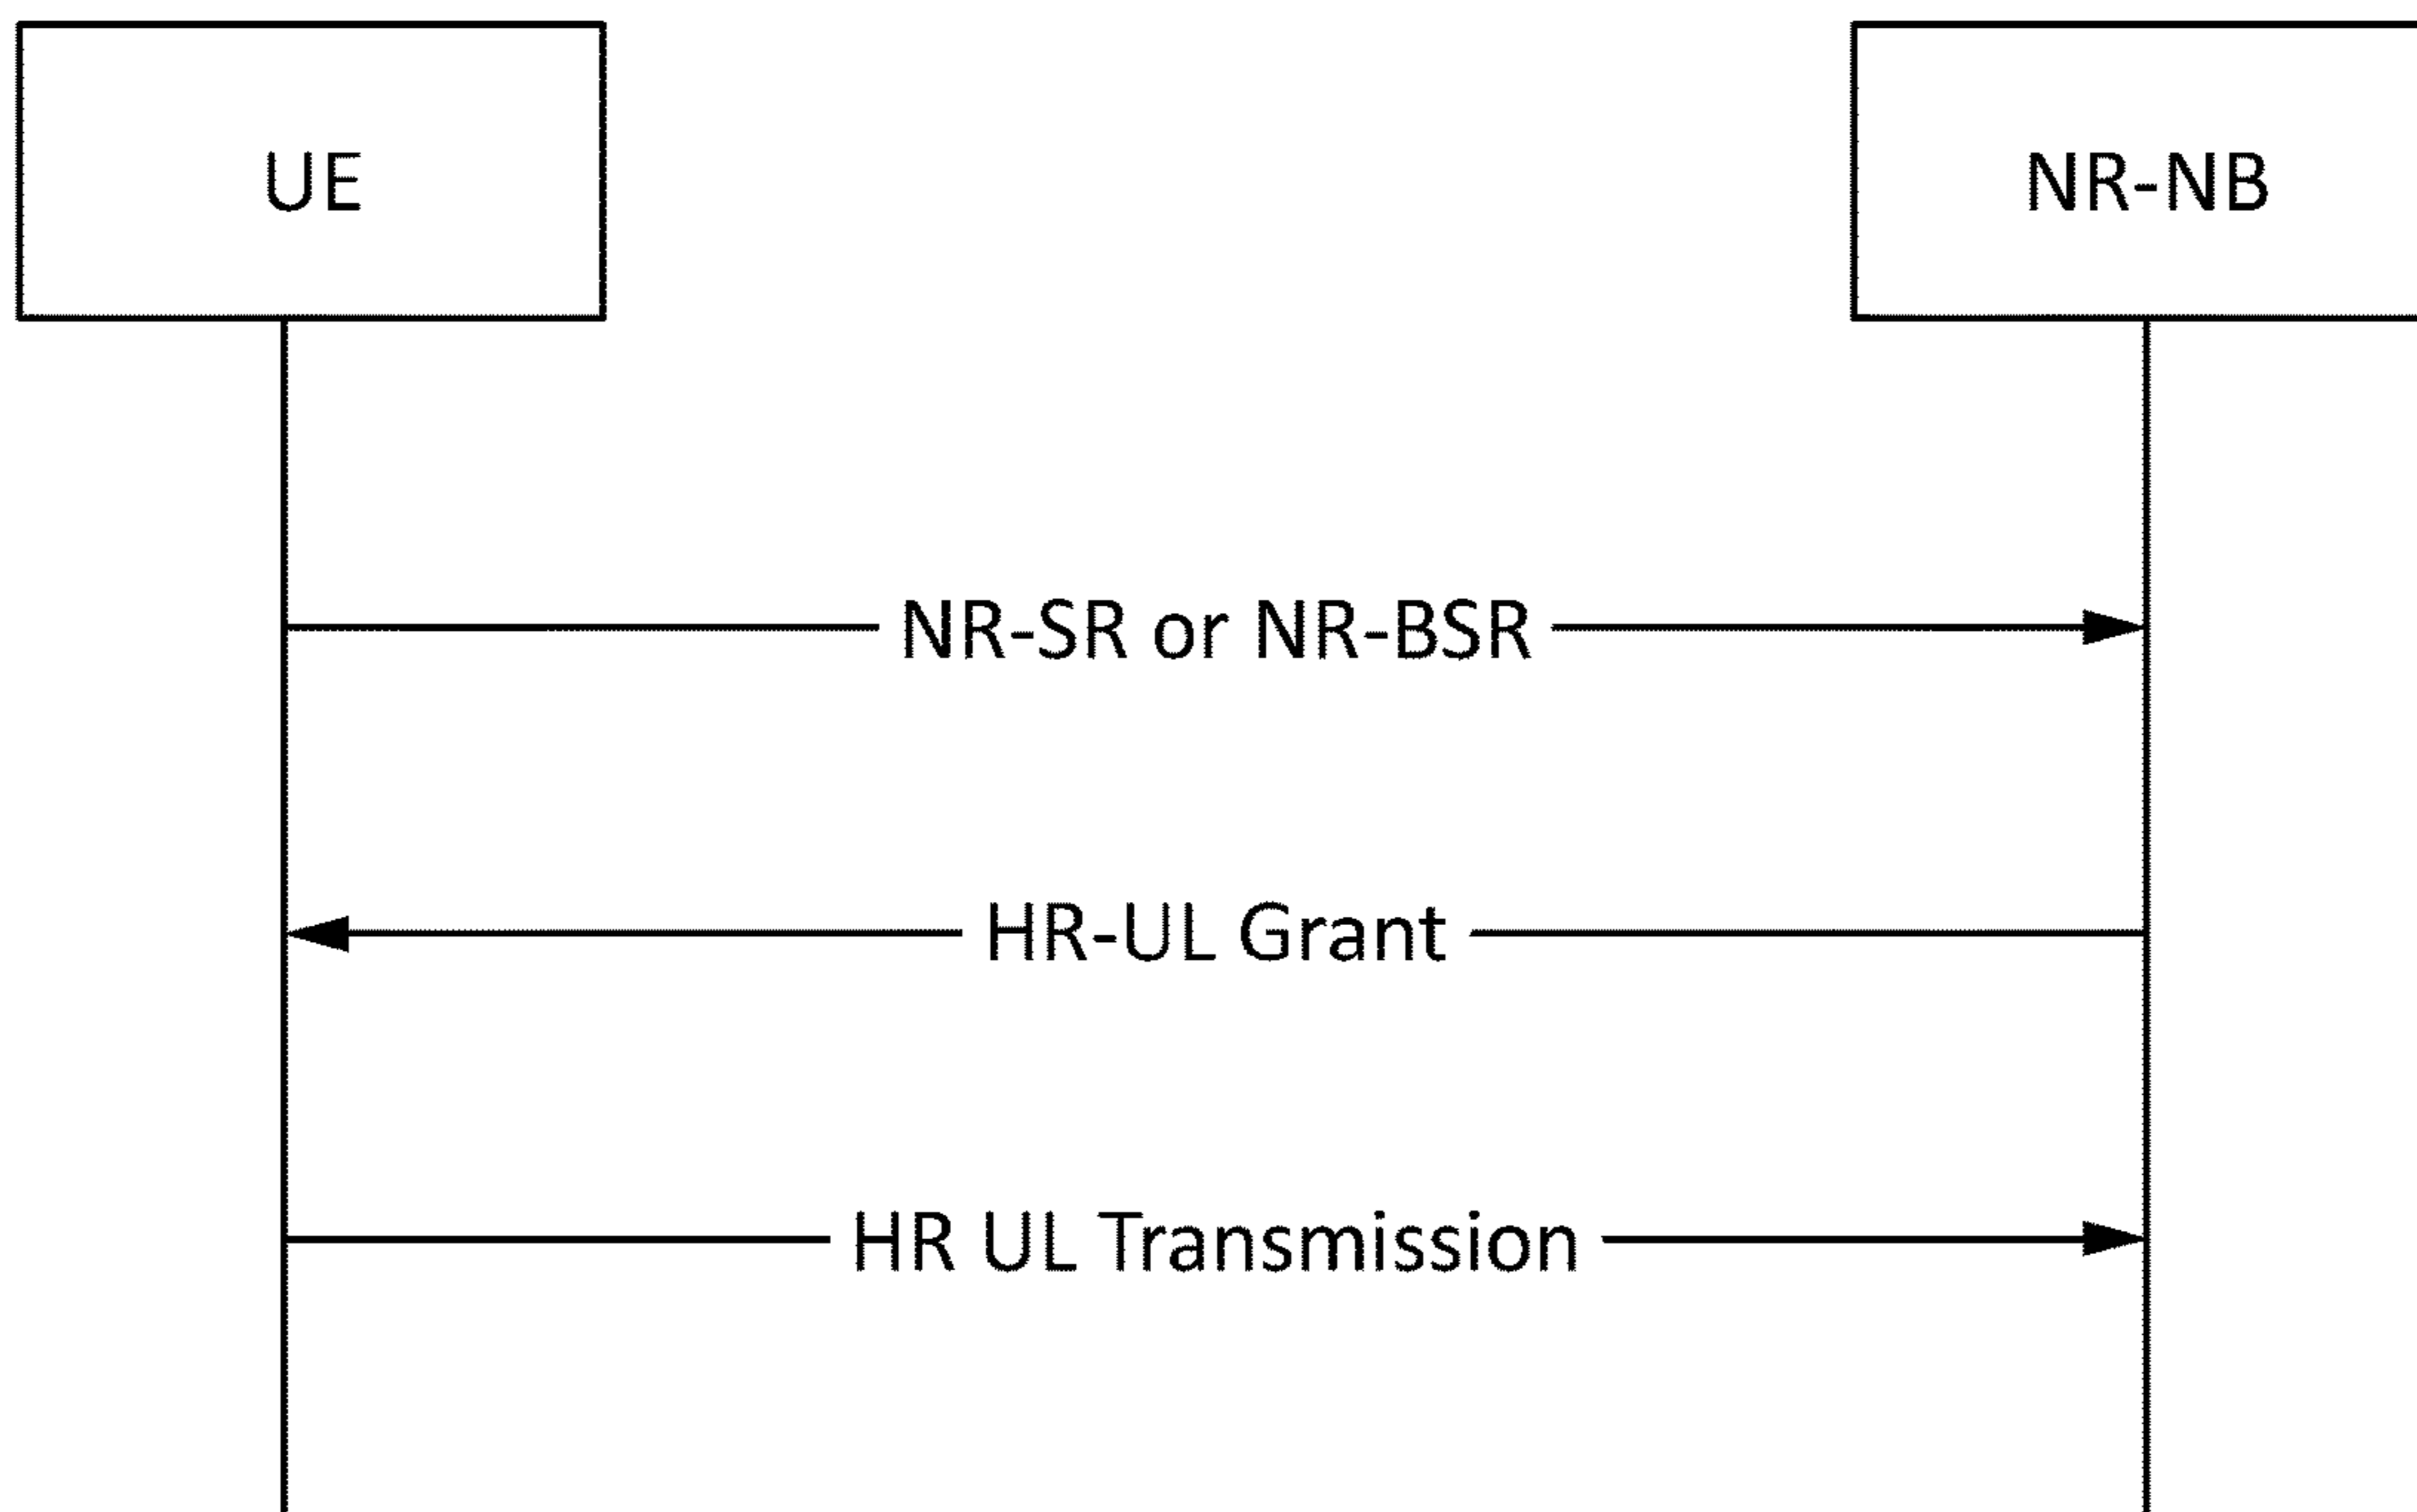 UE
NR-NB
NR-SR or NR-BSR
HR-UL Grant
HR UL Transmission